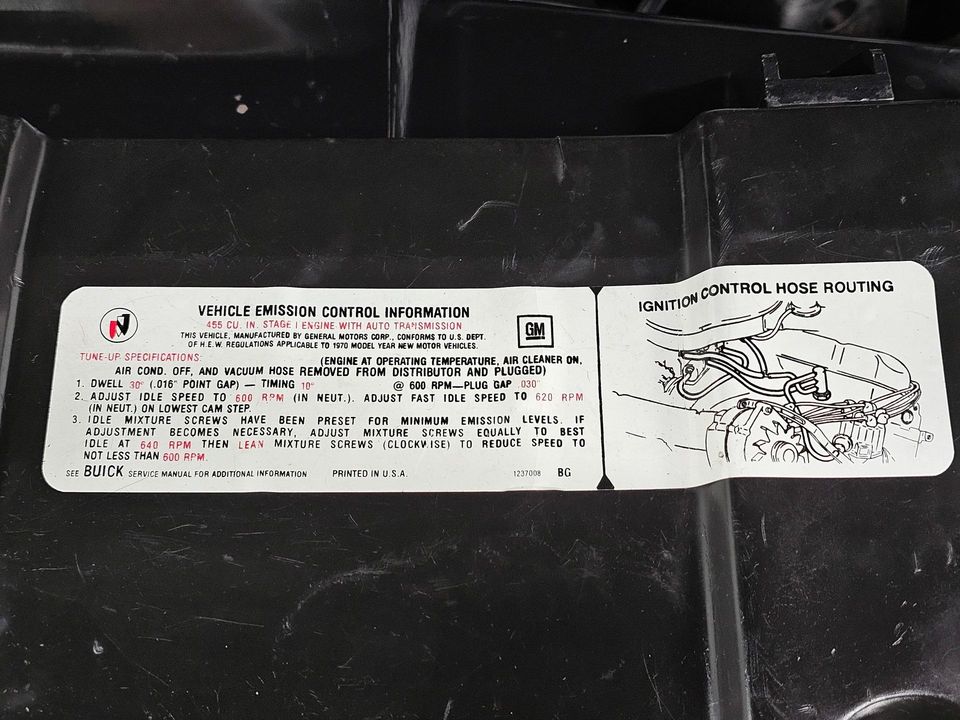 VEHICLE EMISSION CONTROL INFORMATION
455 CU. IN. STAGE I ENGINE WITH AUTO TRANSMISSION
THIS VEHICLE, MANUFACTURED BY GENERAL MOTORS CORP., CONFORMS TO U.S. DEPT.
OF H.E.W. REGULATIONS APPLICABLE TO 1970 MODEL YEAR NEW MOTOR VEHICLES.
GM
TUNE-UP SPECIFICATIONS: (ENGINE AT OPERATING TEMPERATURE, AIR CLEANER ON,
AIR COND. OFF, AND VACUUM HOSE REMOVED FROM DISTRIBUTOR AND PLUGGED)
1. DWELL 30° (.016" POINT GAP) — TIMING 10° @ 600 RPM—PLUG GAP .030"
2. ADJUST IDLE SPEED TO 600 RPM (IN NEUT.). ADJUST FAST IDLE SPEED TO 620 RPM
(IN NEUT.) ON LOWEST CAM STEP.
3. IDLE MIXTURE SCREWS HAVE BEEN PRESET FOR MINIMUM EMISSION LEVELS. IF
ADJUSTMENT BECOMES NECESSARY, ADJUST MIXTURE SCREWS EQUALLY TO BEST
IDLE AT 640 RPM THEN LEAN MIXTURE SCREWS (CLOCKWISE) TO REDUCE SPEED TO
NOT LESS THAN 600 RPM.
SEE BUICK SERVICE MANUAL FOR ADDITIONAL INFORMATION PRINTED IN U.S.A. 1237008 BG
IGNITION CONTROL HOSE ROUTING